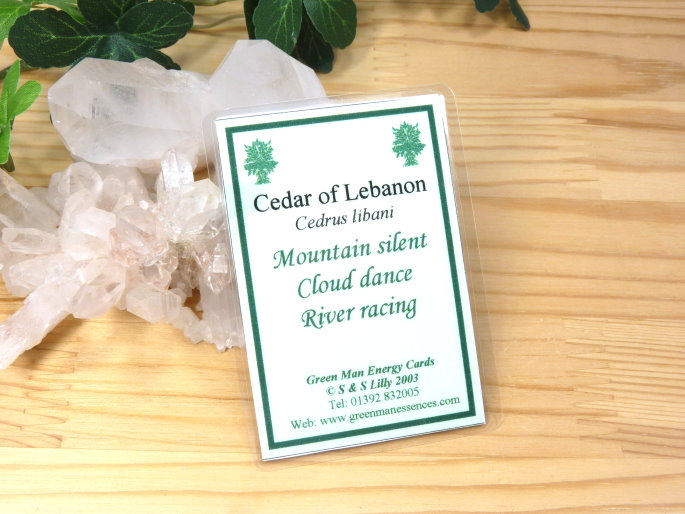 Cedar of Lebanon
Cedrus libani
Mountain silent
Cloud dance
River racing
Green Man Energy Cards
© S & S Lilly 2003
Tel: 01392 832005
Web: www.greenmanessences.com